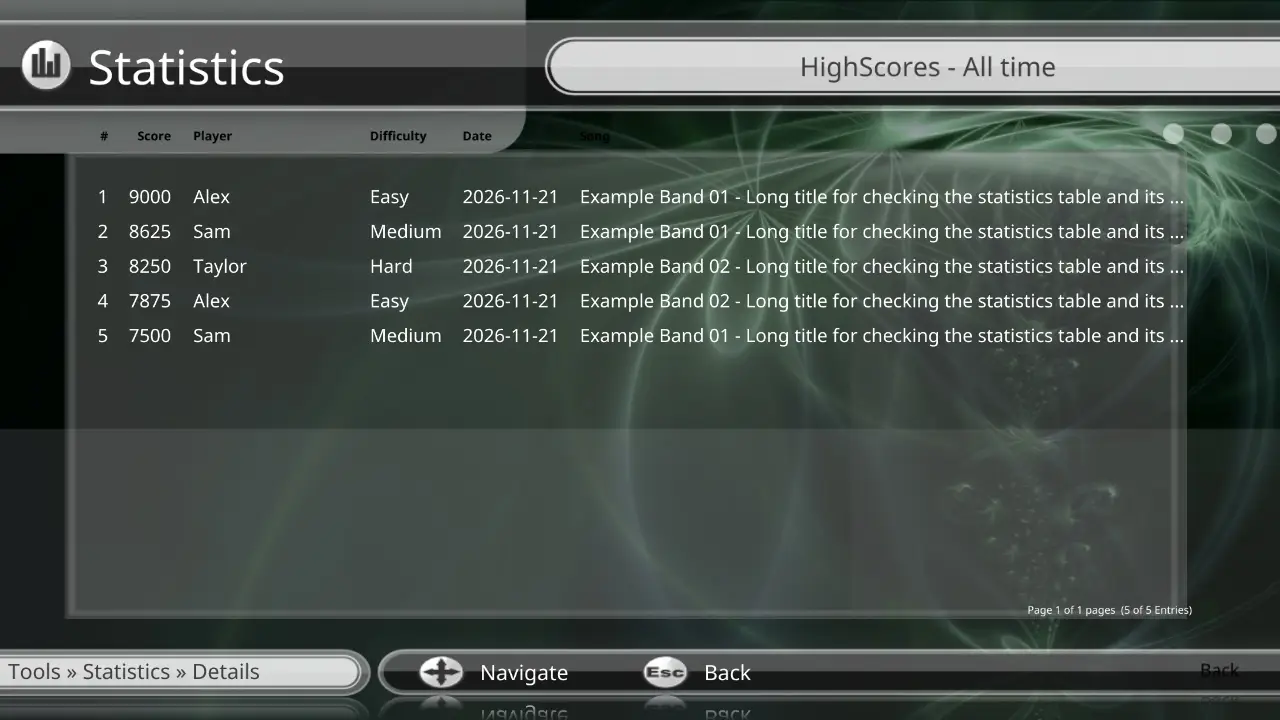 Statistics
HighScores - All time
# Score Player Difficulty Date Song
1 9000 Alex Easy 2026-11-21 Example Band 01 - Long title for checking the statistics table and its ...
2 8625 Sam Medium 2026-11-21 Example Band 01 - Long title for checking the statistics table and its ...
3 8250 Taylor Hard 2026-11-21 Example Band 02 - Long title for checking the statistics table and its ...
4 7875 Alex Easy 2026-11-21 Example Band 02 - Long title for checking the statistics table and its ...
5 7500 Sam Medium 2026-11-21 Example Band 01 - Long title for checking the statistics table and its ...
Page 1 of 1 pages (5 of 5 Entries)
Tools » Statistics » Details
Navigate
Esc Back
Back